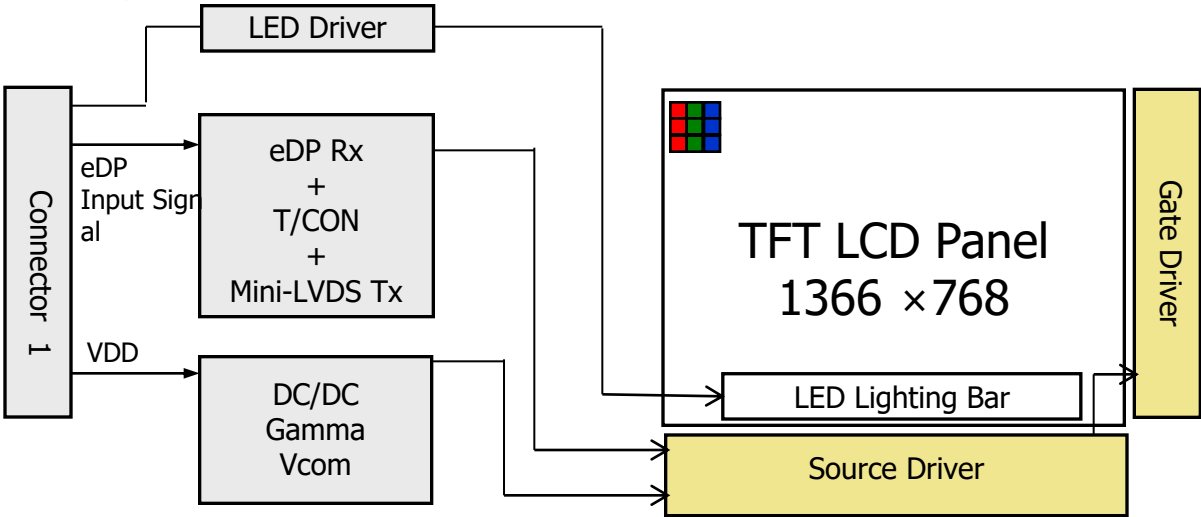 LED Driver
Connector 1
eDP
Input Sign
al
eDP Rx
+
T/CON
+
Mini-LVDS Tx
VDD
DC/DC
Gamma
Vcom
TFT LCD Panel
1366 ×768
LED Lighting Bar
Source Driver
Gate Driver